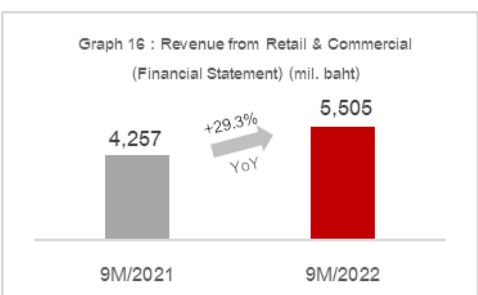 Graph 16 : Revenue from Retail & Commercial
(Financial Statement) (mil. baht)
5,505
+29.3%
4,257
YoY
9M/2021
9M/2022